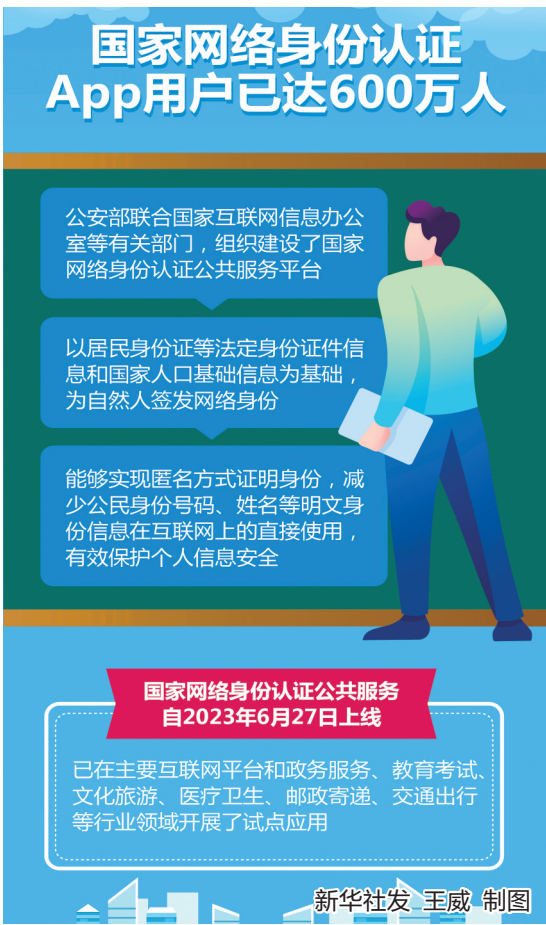 国家网络身份认证
App用户已达600万人
公安部联合国家互联网信息办公
室等有关部门，组织建设了国家
网络身份认证公共服务平台
以居民身份证等法定身份证件信
息和国家人口基础信息为基础，
为自然人签发网络身份
能够实现匿名方式证明身份，减
少公民身份号码、姓名等明文身
份信息在互联网上的直接使用，
有效保护个人信息安全
国家网络身份认证公共服务
自2023年6月27日上线
已在主要互联网平台和政务服务、教育考试、
文化旅游、医疗卫生、邮政寄递、交通出行
等行业领域开展了试点应用
新华社发 王威 制图